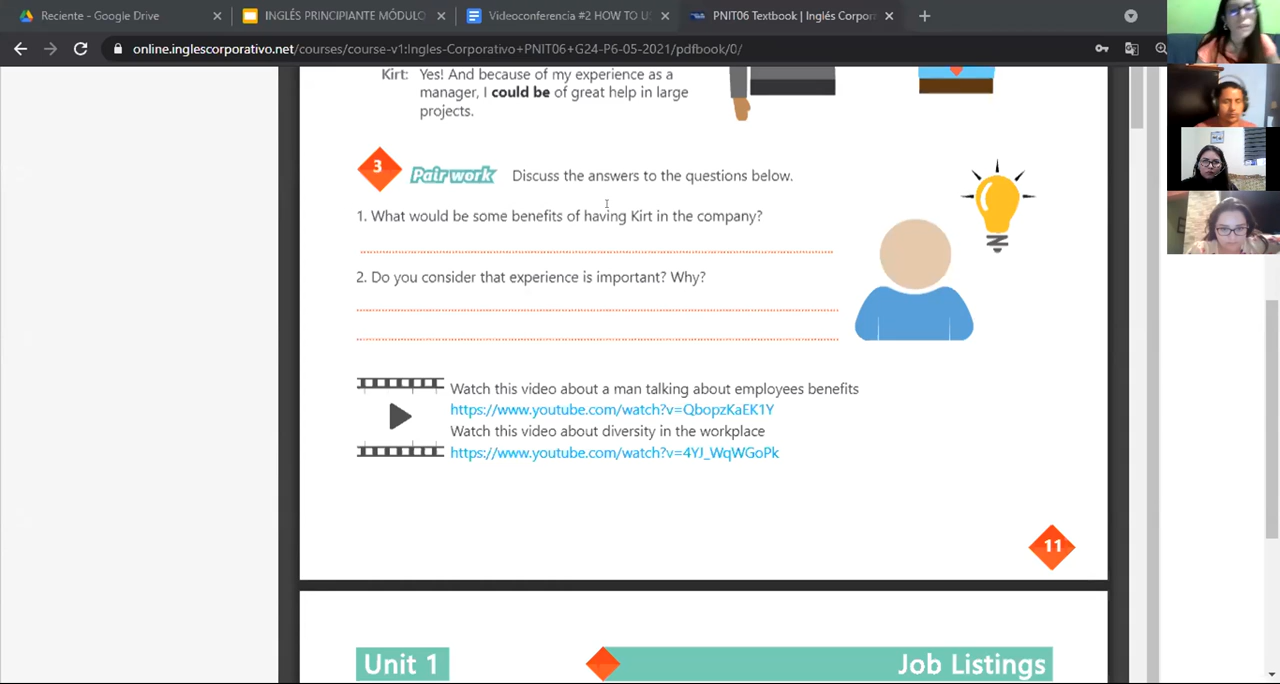 Reciente - Google Drive
INGLÉS PRINCIPIANTE MÓDULO
Videoconferencia #2 HOW TO US
PNIT06 Textbook | Inglés Corpor
online.inglescorporativo.net/courses/course-v1:Ingles-Corporativo+PNIT06+G24-P6-05-2021/pdfbook/0/
Kirt: Yes! And because of my experience as a
manager, I could be of great help in large
projects.
3 Pair work Discuss the answers to the questions below.
1. What would be some benefits of having Kirt in the company?
2. Do you consider that experience is important? Why?
Watch this video about a man talking about employees benefits
https://www.youtube.com/watch?v=QbopzKaEK1Y
Watch this video about diversity in the workplace
https://www.youtube.com/watch?v=4YJ_WqWGoPk
11
Unit 1
Job Listings